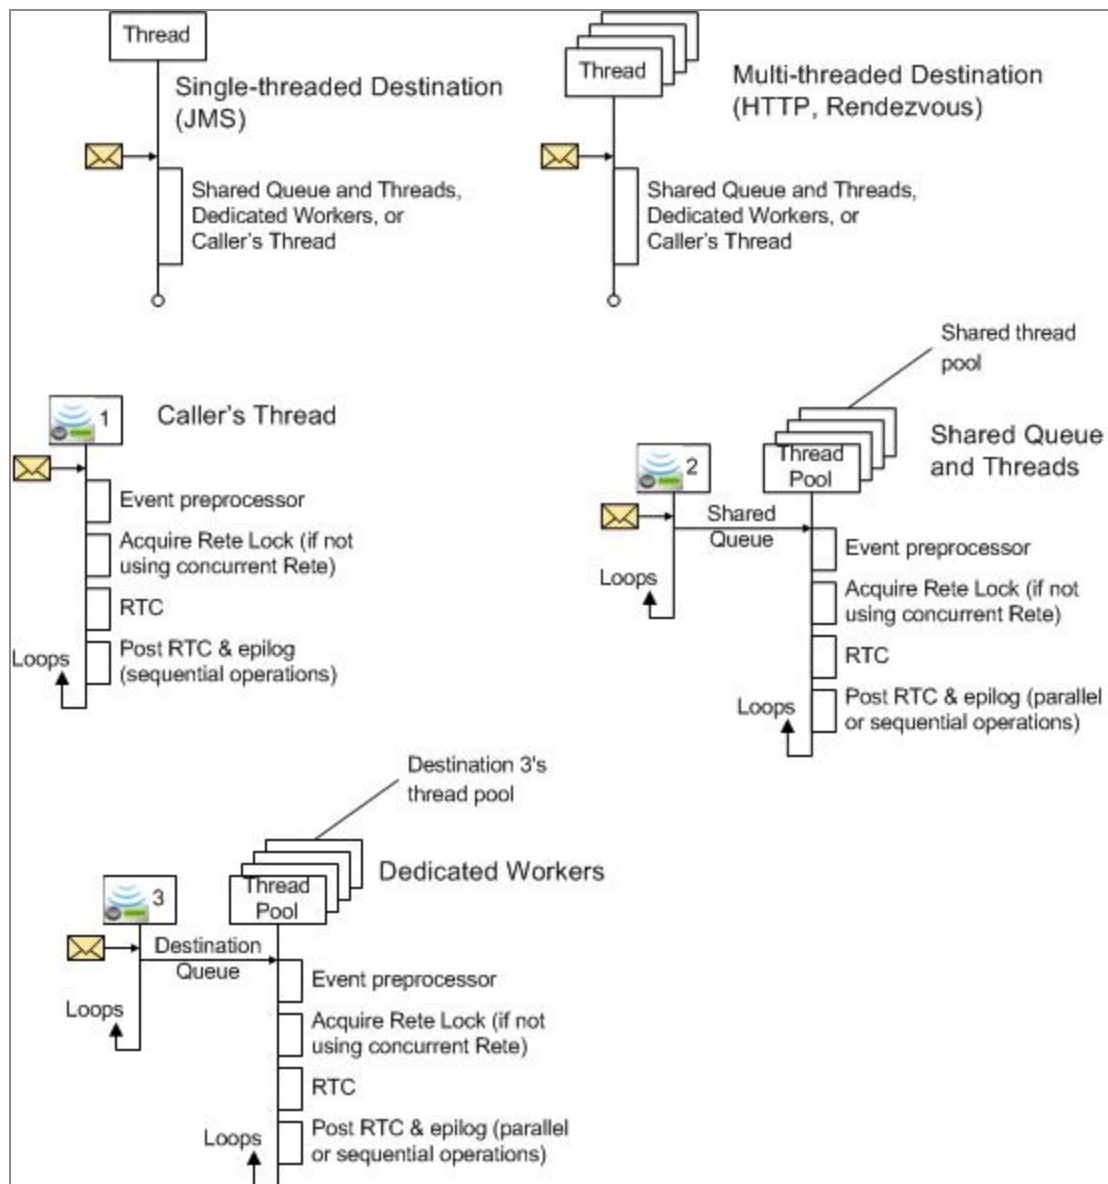 Thread
Single-threaded Destination
(JMS)
Shared Queue and Threads,
Dedicated Workers, or
Caller's Thread
Thread
Multi-threaded Destination
(HTTP, Rendezvous)
Shared Queue and Threads,
Dedicated Workers, or
Caller's Thread
1
Caller's Thread
Event preprocessor
Acquire Rete Lock (if not
using concurrent Rete)
RTC
Post RTC & epilog
(sequential operations)
Loops
Shared thread
pool
2
Thread
Pool
Shared Queue
and Threads
Shared
Queue
Loops
Event preprocessor
Acquire Rete Lock (if not
using concurrent Rete)
RTC
Post RTC & epilog (parallel
or sequential operations)
Loops
Destination 3's
thread pool
3
Thread
Pool
Dedicated Workers
Destination
Queue
Loops
Event preprocessor
Acquire Rete Lock (if not
using concurrent Rete)
RTC
Post RTC & epilog (parallel
or sequential operations)
Loops